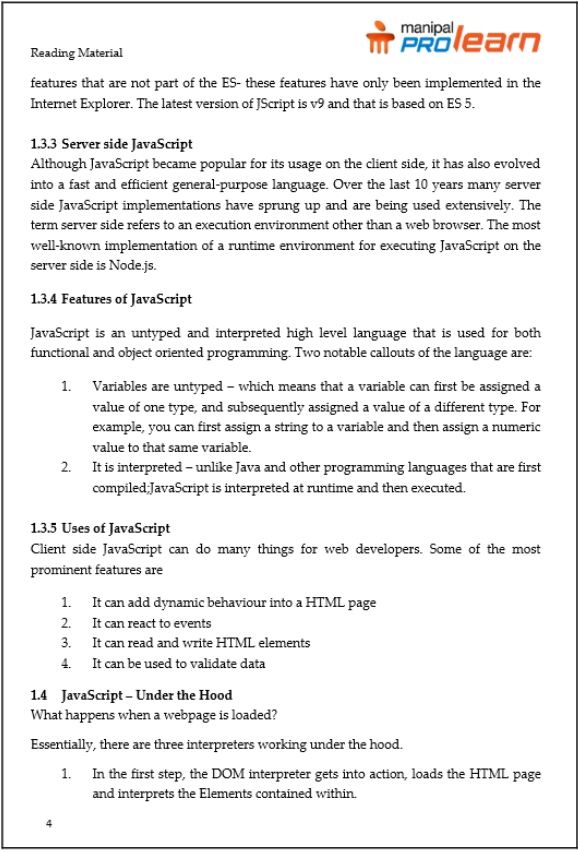 manipal
PROlearn
Reading Material
features that are not part of the ES- these features have only been implemented in the
Internet Explorer. The latest version of JScript is v9 and that is based on ES 5.
1.3.3 Server side JavaScript
Although JavaScript became popular for its usage on the client side, it has also evolved
into a fast and efficient general-purpose language. Over the last 10 years many server
side JavaScript implementations have sprung up and are being used extensively. The
term server side refers to an execution environment other than a web browser. The most
well-known implementation of a runtime environment for executing JavaScript on the
server side is Node.js.
1.3.4 Features of JavaScript
JavaScript is an untyped and interpreted high level language that is used for both
functional and object oriented programming. Two notable callouts of the language are:
1. Variables are untyped – which means that a variable can first be assigned a
value of one type, and subsequently assigned a value of a different type. For
example, you can first assign a string to a variable and then assign a numeric
value to that same variable.
2. It is interpreted – unlike Java and other programming languages that are first
compiled;JavaScript is interpreted at runtime and then executed.
1.3.5 Uses of JavaScript
Client side JavaScript can do many things for web developers. Some of the most
prominent features are
1. It can add dynamic behaviour into a HTML page
2. It can react to events
3. It can read and write HTML elements
4. It can be used to validate data
1.4 JavaScript – Under the Hood
What happens when a webpage is loaded?
Essentially, there are three interpreters working under the hood.
1. In the first step, the DOM interpreter gets into action, loads the HTML page
and interprets the Elements contained within.
4